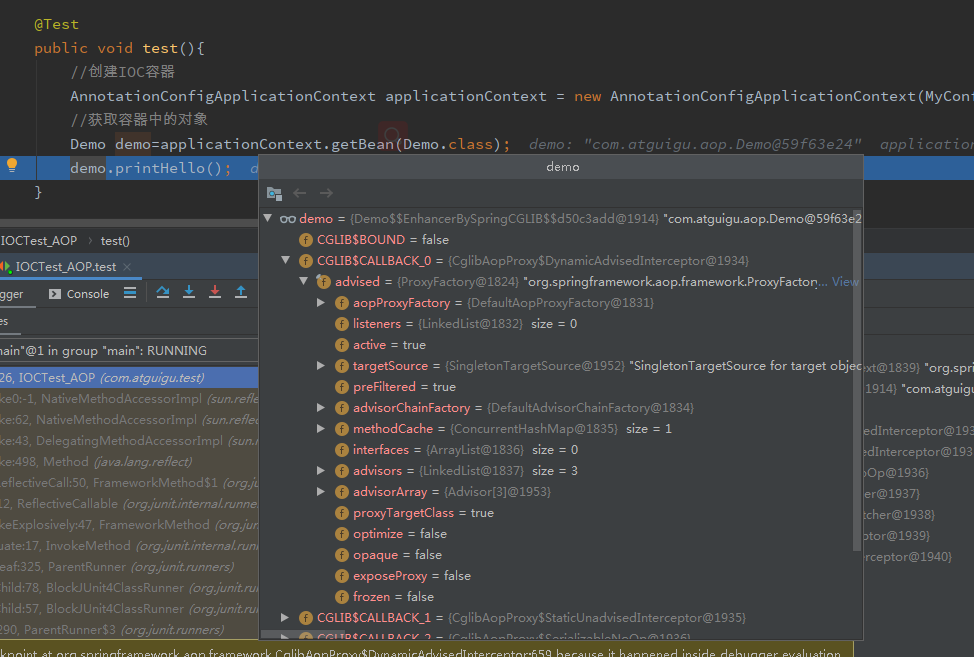 @Test
public void test(){
//创建IOC容器
AnnotationConfigApplicationContext applicationContext = new AnnotationConfigApplicationContext(MyConf
//获取容器中的对象
Demo demo=applicationContext.getBean(Demo.class); demo: "com.atguigu.aop.Demo@59f63e24" application
demo.printHello(); d
}
demo
demo = {Demo$$EnhancerBySpringCGLIB$$d50c3add@1914} "com.atguigu.aop.Demo@59f63e2
CGLIB$BOUND = false
CGLIB$CALLBACK_0 = {CglibAopProxy$DynamicAdvisedInterceptor@1934}
advised = {ProxyFactory@1824} "org.springframework.aop.framework.ProxyFactory... View
aopProxyFactory = {DefaultAopProxyFactory@1831}
listeners = {LinkedList@1832} size = 0
active = true
targetSource = {SingletonTargetSource@1952} "SingletonTargetSource for target objec
preFiltered = true
advisorChainFactory = {DefaultAdvisorChainFactory@1834}
methodCache = {ConcurrentHashMap@1835} size = 1
interfaces = {ArrayList@1836} size = 0
advisors = {LinkedList@1837} size = 3
advisorArray = {Advisor[3]@1953}
proxyTargetClass = true
optimize = false
opaque = false
exposeProxy = false
frozen = false
CGLIB$CALLBACK_1 = {CglibAopProxy$StaticUnadvisedInterceptor@1935}
CGLIB$CALLBACK_2 = {CglibAopProxy$SerializableNoOp@1936}
IOCTest_AOP test()
IOCTest_AOP.test
gger Console
es
main"@1 in group "main": RUNNING
26, IOCTest_AOP (com.atguigu.test)
ke0:-1, NativeMethodAccessorImpl (sun.refle
ke:62, NativeMethodAccessorImpl (sun.reflec
ke:43, DelegatingMethodAccessorImpl (sun.r
ke:498, Method (java.lang.reflect)
eflectiveCall:50, FrameworkMethod$1 (org.ju
12, ReflectiveCallable (org.junit.internal.runne
keExplosively:47, FrameworkMethod (org.jun
uate:17, InvokeMethod (org.junit.internal.run
eaf:325, ParentRunner (org.junit.runners)
Child:78, BlockJUnit4ClassRunner (org.junit.ru
Child:57, BlockJUnit4ClassRunner (org.junit.ru
290, ParentRunner$3 (org.junit.runners)
xt@1839} "org.spri
1914} "com.atguigu
edInterceptor@193
edInterceptor@193
oOp@1936}
er@1937}
tcher@1938}
ptor@1939}
rceptor@1940}
kpoint at org.springframework.aop.framework.CglibAopProxy$DynamicAdvisedInterceptor:659 because it happened inside debugger evaluation